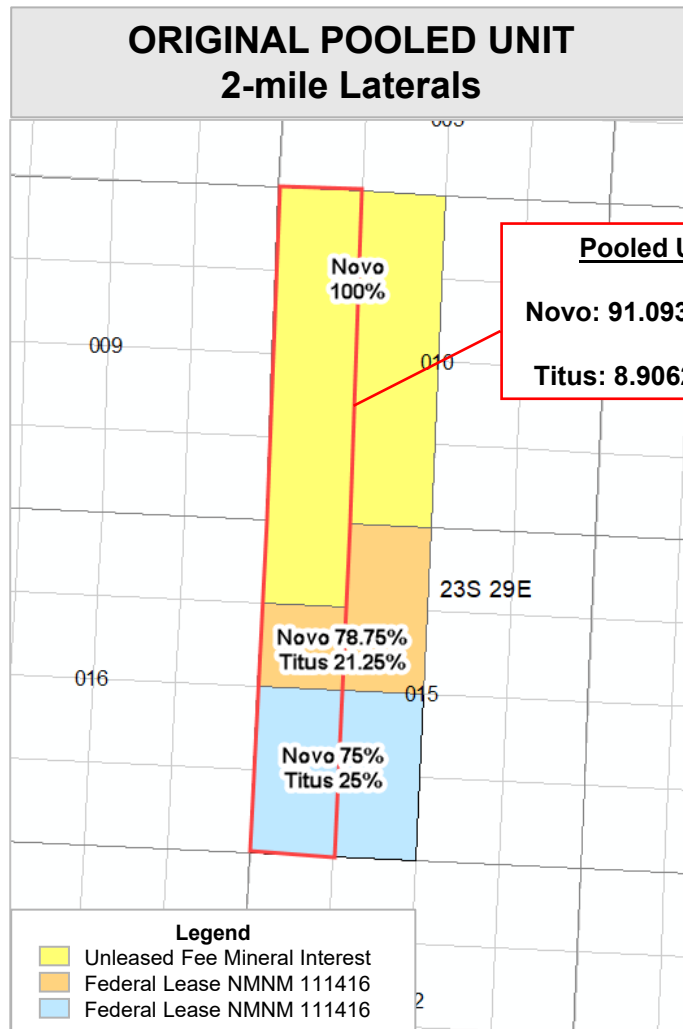 ORIGINAL POOLED UNIT
2-mile Laterals
Novo
100%
Pooled U
Novo: 91.093
Titus: 8.9062
009
010
23S 29E
Novo 78.75%
Titus 21.25%
016
015
Novo 75%
Titus 25%
Legend
Unleased Fee Mineral Interest
Federal Lease NMNM 111416
Federal Lease NMNM 111416
2